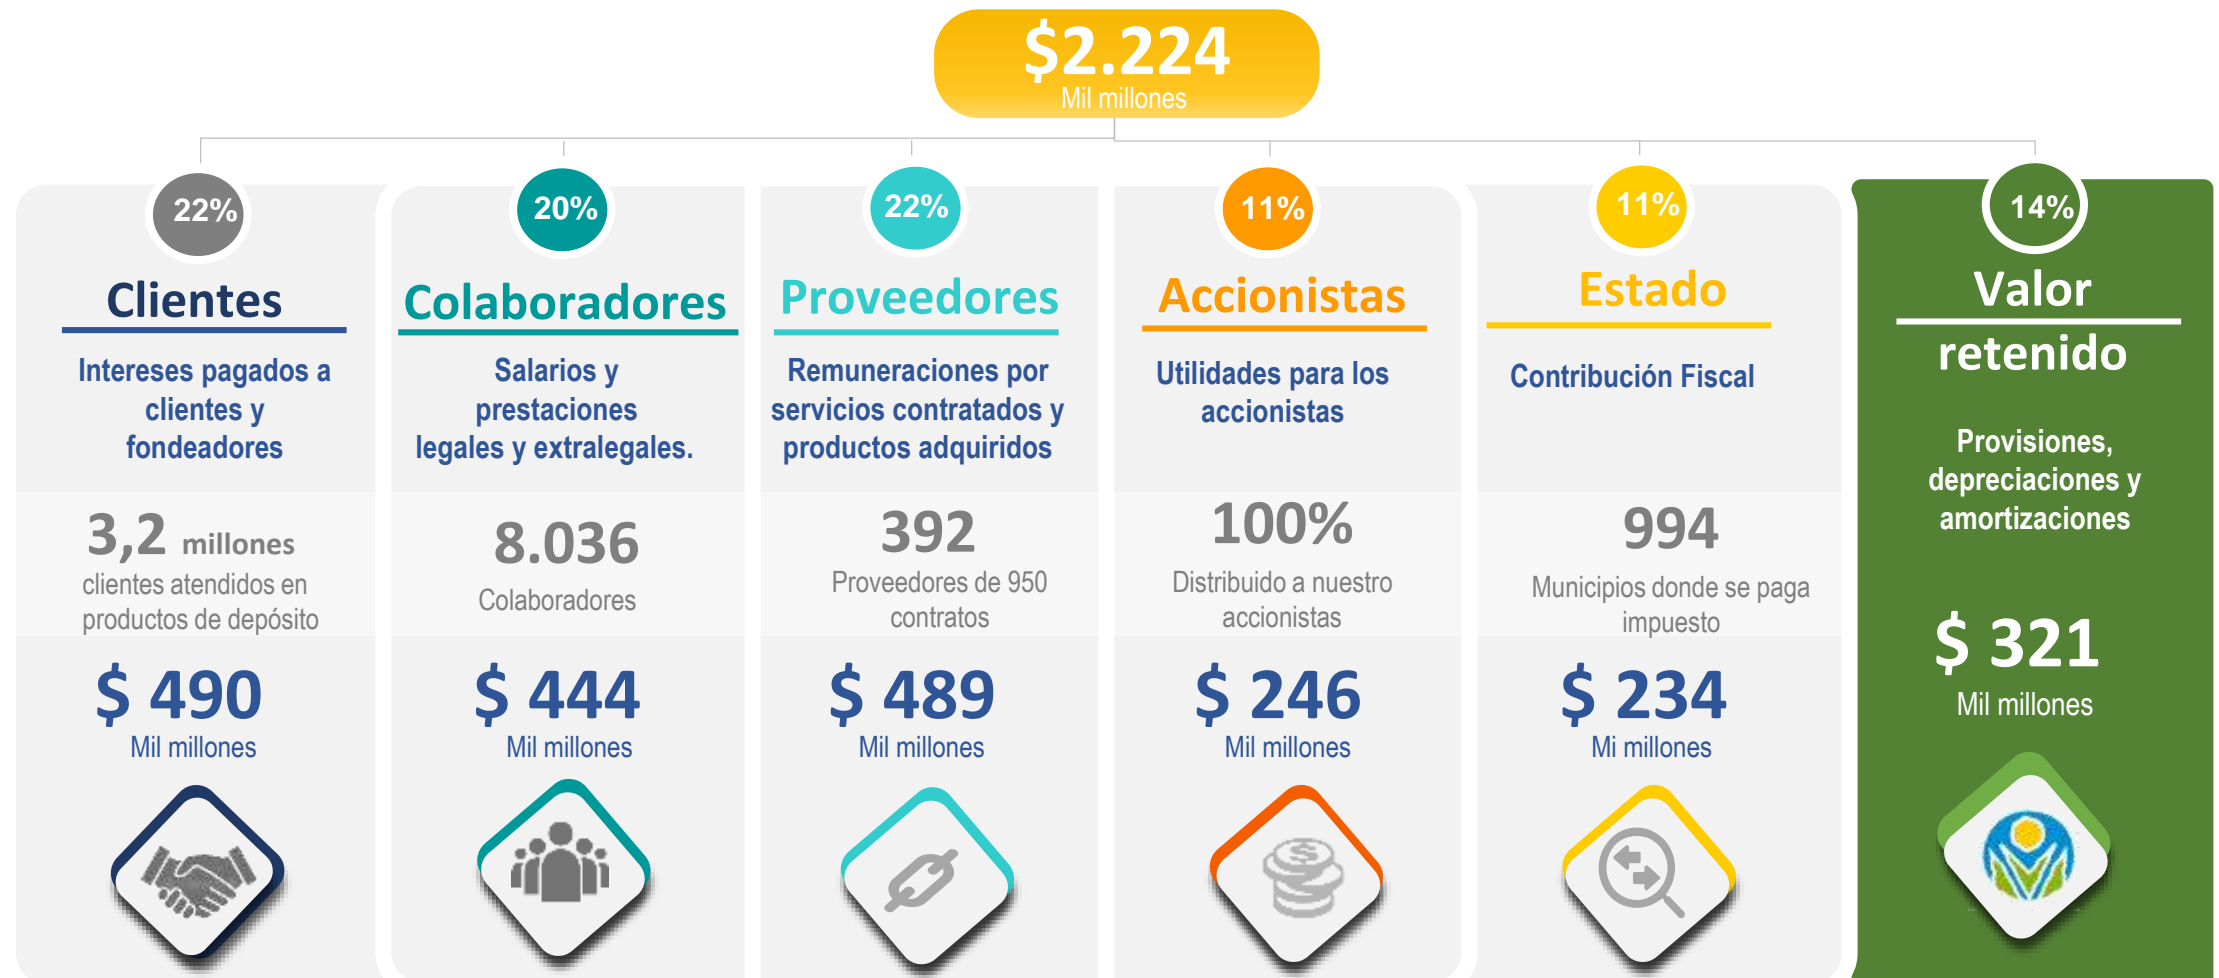 $2.224
Mil millones
22%
Clientes
Intereses pagados a
clientes y
fondeadores
3,2 millones
clientes atendidos en
productos de depósito
$ 490
Mil millones
20%
Colaboradores
Salarios y
prestaciones
legales y extralegales.
8.036
Colaboradores
$ 444
Mil millones
22%
Proveedores
Remuneraciones por
servicios contratados y
productos adquiridos
392
Proveedores de 950
contratos
$ 489
Mil millones
11%
Accionistas
Utilidades para los
accionistas
100%
Distribuido a nuestro
accionistas
$ 246
Mil millones
11%
Estado
Contribución Fiscal
994
Municipios donde se paga
impuesto
$ 234
Mi millones
14%
Valor
retenido
Provisiones,
depreciaciones y
amortizaciones
$ 321
Mil millones